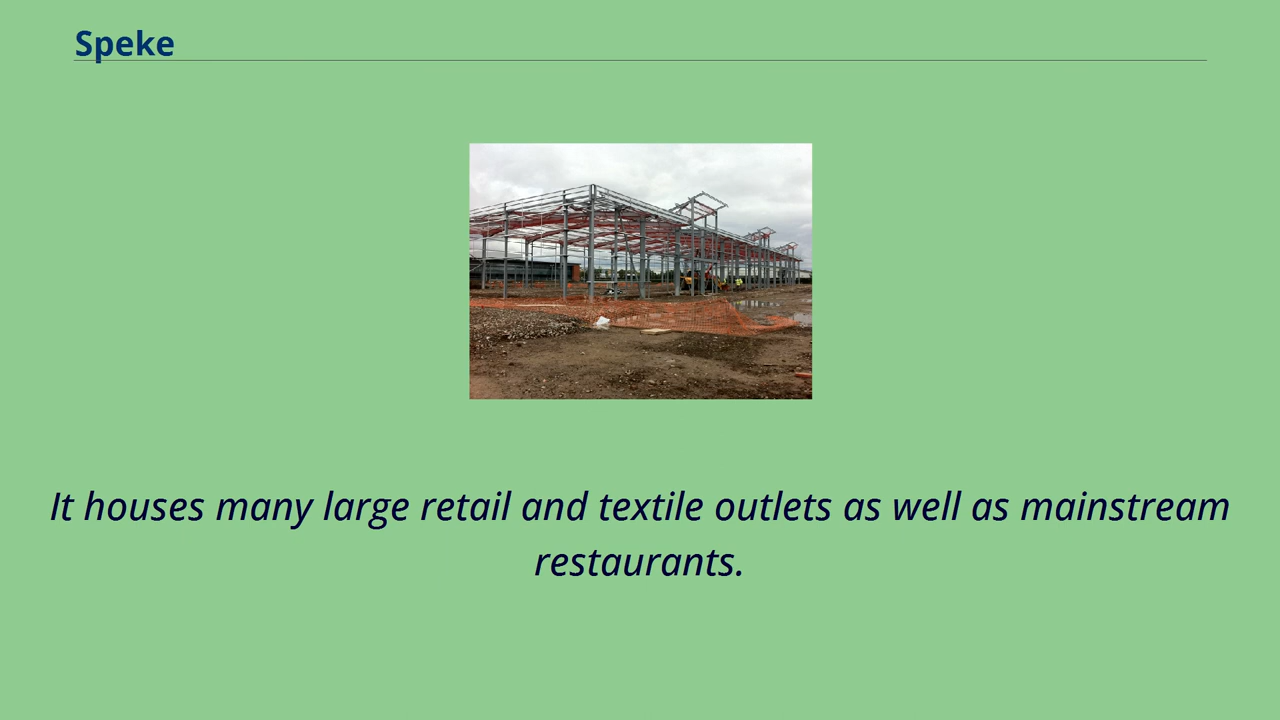 Speke
It houses many large retail and textile outlets as well as mainstream
restaurants.